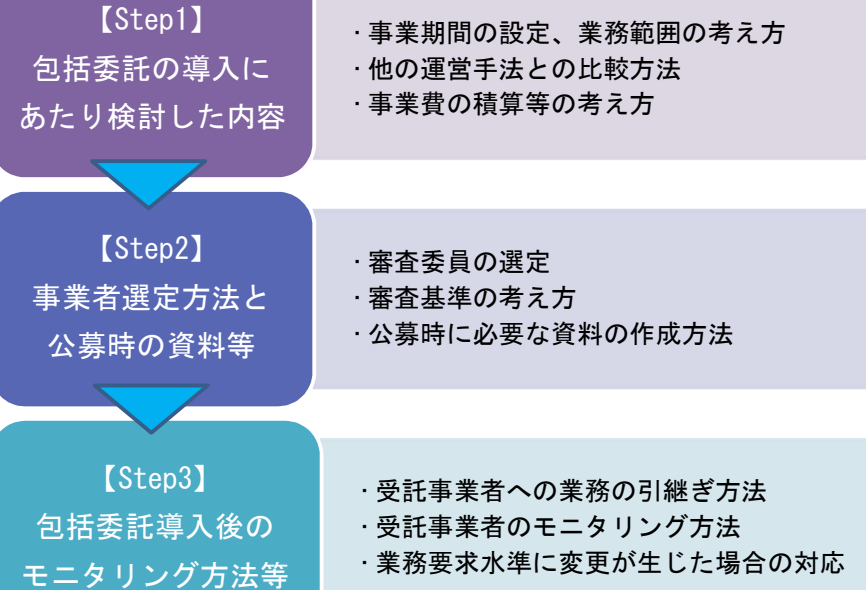 【Step1】
包括委託の導入に
あたり検討した内容
・事業期間の設定、業務範囲の考え方
・他の運営手法との比較方法
・事業費の積算等の考え方
【Step2】
事業者選定方法と
公募時の資料等
・審査委員の選定
・審査基準の考え方
・公募時に必要な資料の作成方法
【Step3】
包括委託導入後の
モニタリング方法等
・受託事業者への業務の引継ぎ方法
・受託事業者のモニタリング方法
・業務要求水準に変更が生じた場合の対応